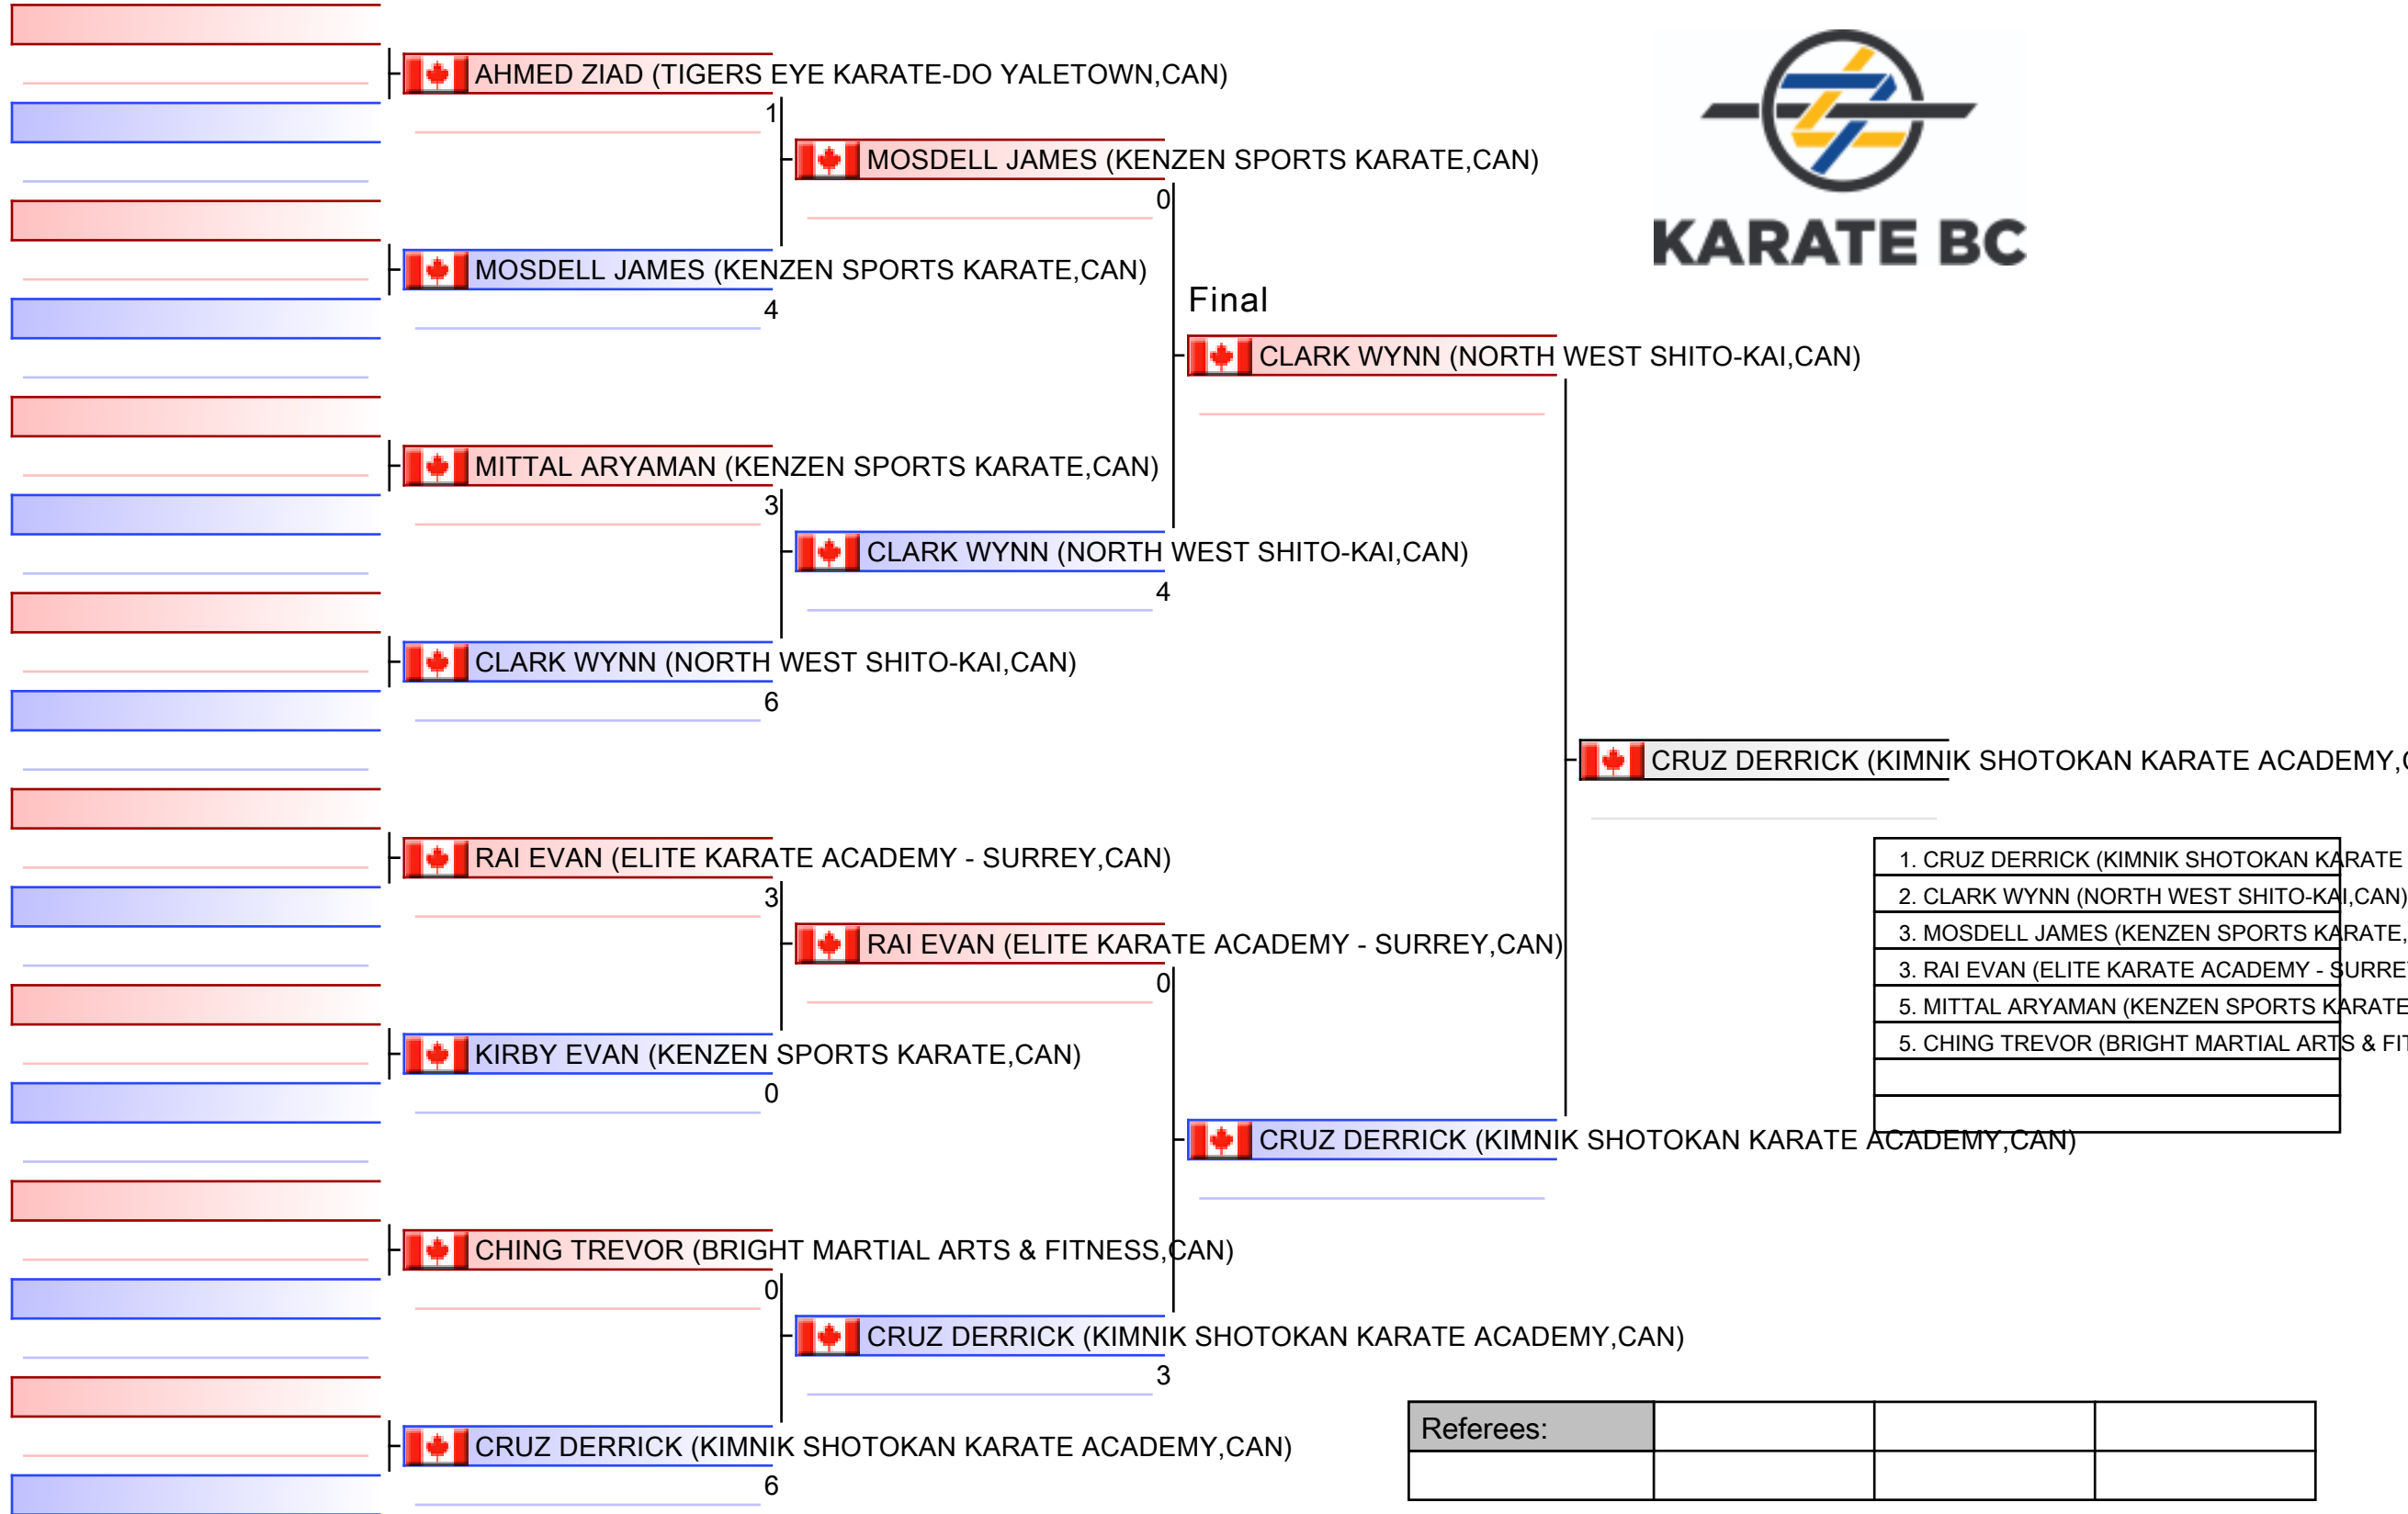 AHMED ZIAD (TIGERS EYE KARATE-DO YALETOWN,CAN)
1
MOSDELL JAMES (KENZEN SPORTS KARATE,CAN)
0
KARATE BC
MOSDELL JAMES (KENZEN SPORTS KARATE,CAN)
4
Final
CLARK WYNN (NORTH WEST SHITO-KAI,CAN)
MITTAL ARYAMAN (KENZEN SPORTS KARATE,CAN)
3
CLARK WYNN (NORTH WEST SHITO-KAI,CAN)
4
CLARK WYNN (NORTH WEST SHITO-KAI,CAN)
6
CRUZ DERRICK (KIMNIK SHOTOKAN KARATE ACADEMY,
RAI EVAN (ELITE KARATE ACADEMY - SURREY,CAN)
3
RAI EVAN (ELITE KARATE ACADEMY - SURREY,CAN)
0
1. CRUZ DERRICK (KIMNIK SHOTOKAN KARATE
2. CLARK WYNN (NORTH WEST SHITO-KAI,CAN)
3. MOSDELL JAMES (KENZEN SPORTS KARATE,
3. RAI EVAN (ELITE KARATE ACADEMY - SURRE
5. MITTAL ARYAMAN (KENZEN SPORTS KARATE
5. CHING TREVOR (BRIGHT MARTIAL ARTS & FI
KIRBY EVAN (KENZEN SPORTS KARATE,CAN)
0
CRUZ DERRICK (KIMNIK SHOTOKAN KARATE ACADEMY,CAN)
CHING TREVOR (BRIGHT MARTIAL ARTS & FITNESS,CAN)
0
CRUZ DERRICK (KIMNIK SHOTOKAN KARATE ACADEMY,CAN)
3
CRUZ DERRICK (KIMNIK SHOTOKAN KARATE ACADEMY,CAN)
6
Referees: